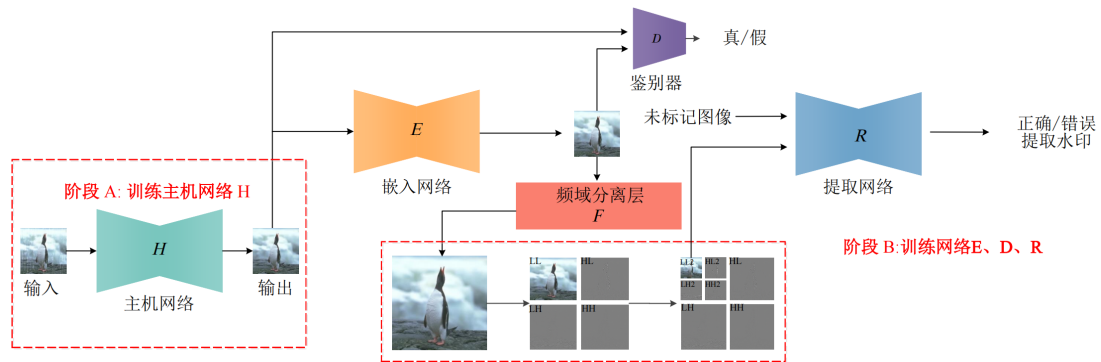 D
真/假
鉴别器
E
嵌入网络
未标记图像
R
提取网络
正确/错误
提取水印
阶段 A: 训练主机网络 H
H
输入
主机网络
输出
频域分离层
F
阶段 B:训练网络E、D、R
LL
HL
LH
HH
LL2
HL2
HL
LH2
HH2
LH
HH